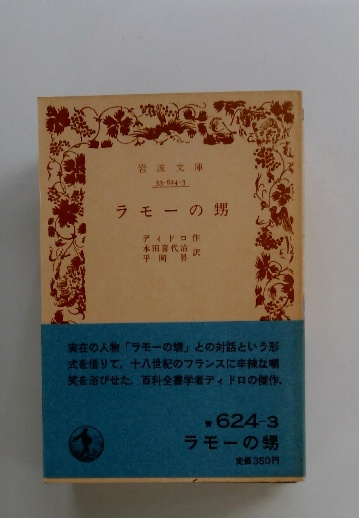 岩波文庫
33-624-3
ラモーの甥
ディドロ作
本田喜代治
平岡昇
訳
実在の人物「ラモーの甥」との対話という形
式を借りて，十八世紀のフランスに辛辣な嘲
笑を浴びせた，百科全書学者ディドロの傑作．
青 624-3
ラモーの甥
定価350円